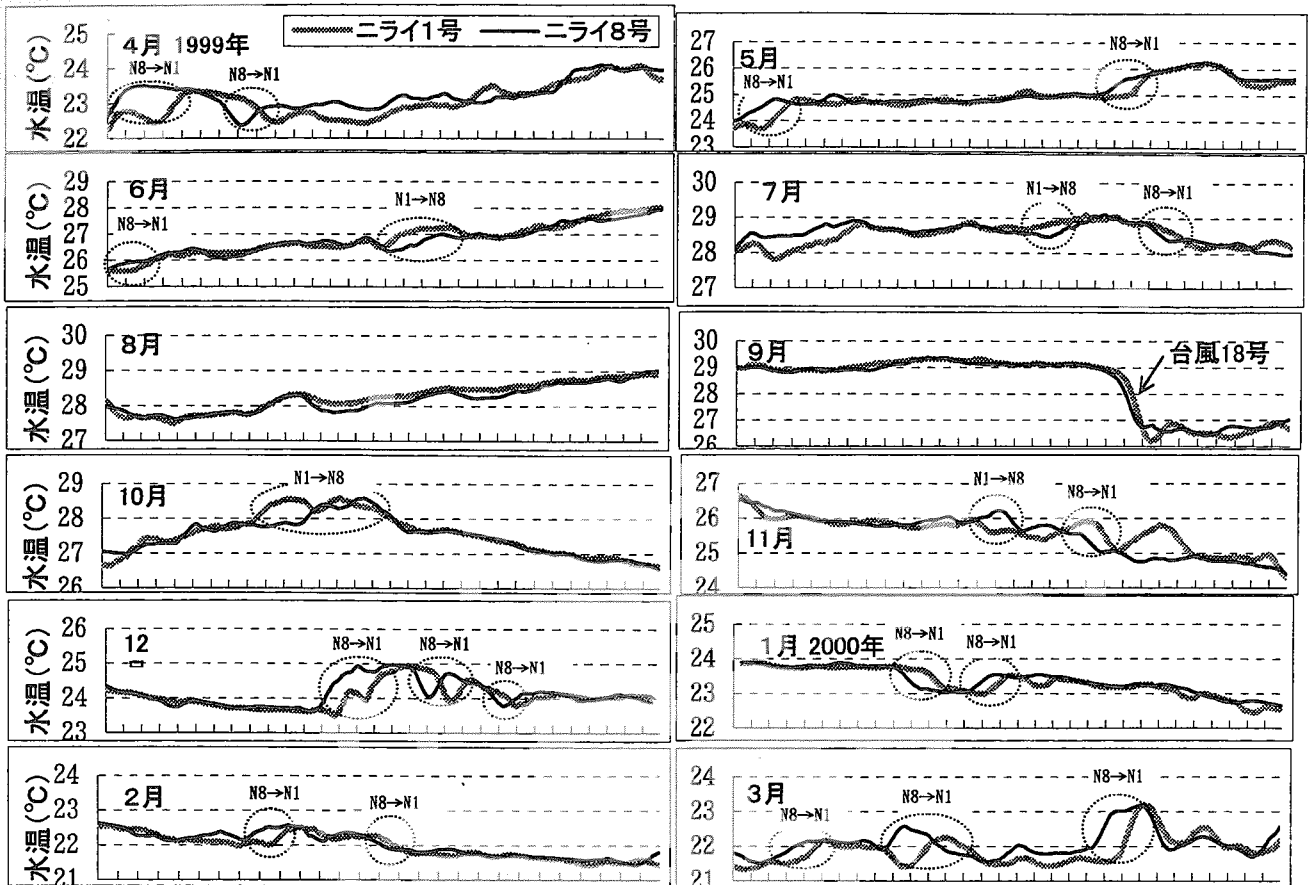 ニライ1号 ニライ8号
水温(℃)
25
24
23
22
4月 1999年
N8→N1
N8→N1
27
26
25
24
23
5月
N8→N1
N8→N1
水温(℃)
29
28
27
26
25
6月
N8→N1
N1→N8
30
29
28
27
7月
N1→N8
N8→N1
水温(℃)
30
29
28
27
8月
30
29
28
27
26
9月
台風18号
水温(℃)
29
28
27
26
10月
N1→N8
27
26
25
24
11月
N1→N8
N8→N1
水温(℃)
26
25
24
23
12
N8→N1
N8→N1
N8→N1
25
24
23
22
1月 2000年
N8→N1
N8→N1
水温(℃)
24
23
22
21
2月
N8→N1
N8→N1
24
23
22
21
3月
N8→N1
N8→N1
N8→N1